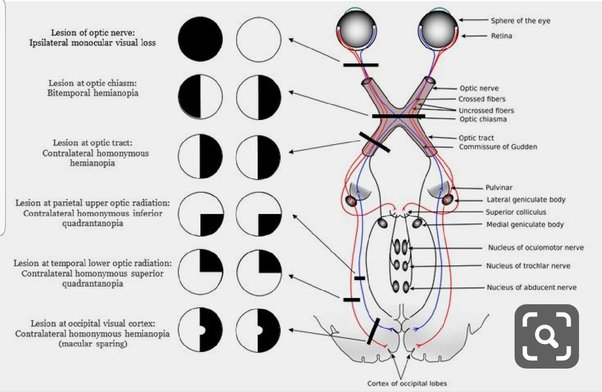 Lesion of optic nerve:
Ipsilateral monocular visual loss
Lesion at optic chiasm:
Bitemporal hemianopia
Lesion at optic tract:
Contralateral homonymous
hemianopia
Lesion at parietal upper optic radiation:
Contralateral homonymous inferior
quadrantopia
Lesion at temporal lower optic radiation:
Contralateral homonymous superior
quadrantopia
Lesion at occipital visual cortex:
Contralateral homonymous hemianopia
(macular sparing)
Sphere of the eye
Retina
Optic nerve
Crossed fibers
Uncrossed fibers
Optic chiasma
Optic tract
Commissure of Gudden
Pulvinar
Lateral geniculate body
Superior colliculus
Medial geniculate body
Nucleus of oculomotor nerve
Nucleus of trochlar nerve
Nucleus of abducent nerve
Cortex of occipital lobes